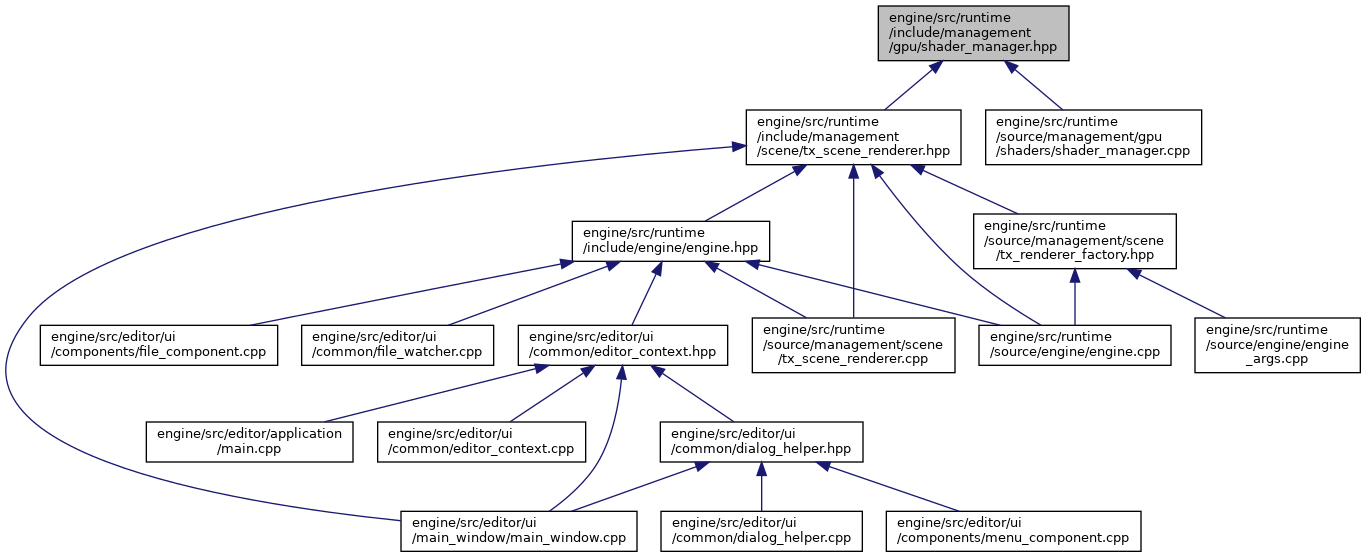 engine/src/runtime
/include/management
/gpu/shader_manager.hpp
engine/src/runtime
/include/management
/scene/tx_scene_renderer.hpp
engine/src/runtime
/source/management/gpu
/shaders/shader_manager.cpp
engine/src/runtime
/include/engine/engine.hpp
engine/src/runtime
/source/management/scene
/tx_renderer_factory.hpp
engine/src/editor/ui
/components/file_component.cpp
engine/src/editor/ui
/common/file_watcher.cpp
engine/src/editor/ui
/common/editor_context.hpp
engine/src/runtime
/source/management/scene
/tx_scene_renderer.cpp
engine/src/runtime
/source/engine/engine.cpp
engine/src/runtime
/source/engine/engine
_args.cpp
engine/src/editor/application
/main.cpp
engine/src/editor/ui
/common/editor_context.cpp
engine/src/editor/ui
/common/dialog_helper.hpp
engine/src/editor/ui
/main_window/main_window.cpp
engine/src/editor/ui
/common/dialog_helper.cpp
engine/src/editor/ui
/components/menu_component.cpp